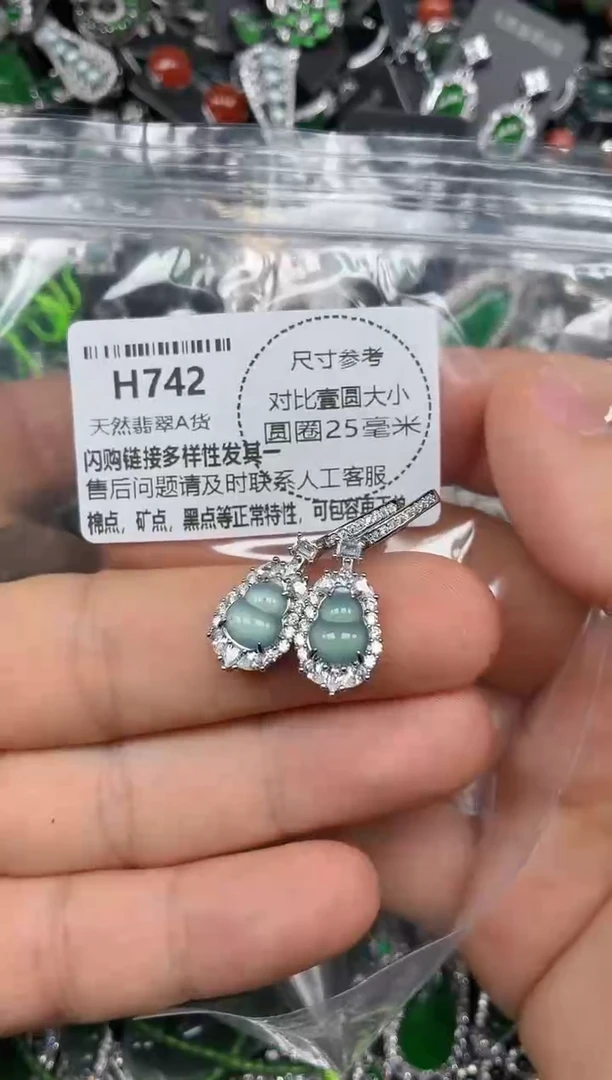 H742
天然翡翠A货
尺寸参考
对比壹圆大小
圆圈25毫米
闪购链接多样性发其一
售后问题请及时联系人工客服
棉点，矿点，黑点等正常特性，可包容再下单